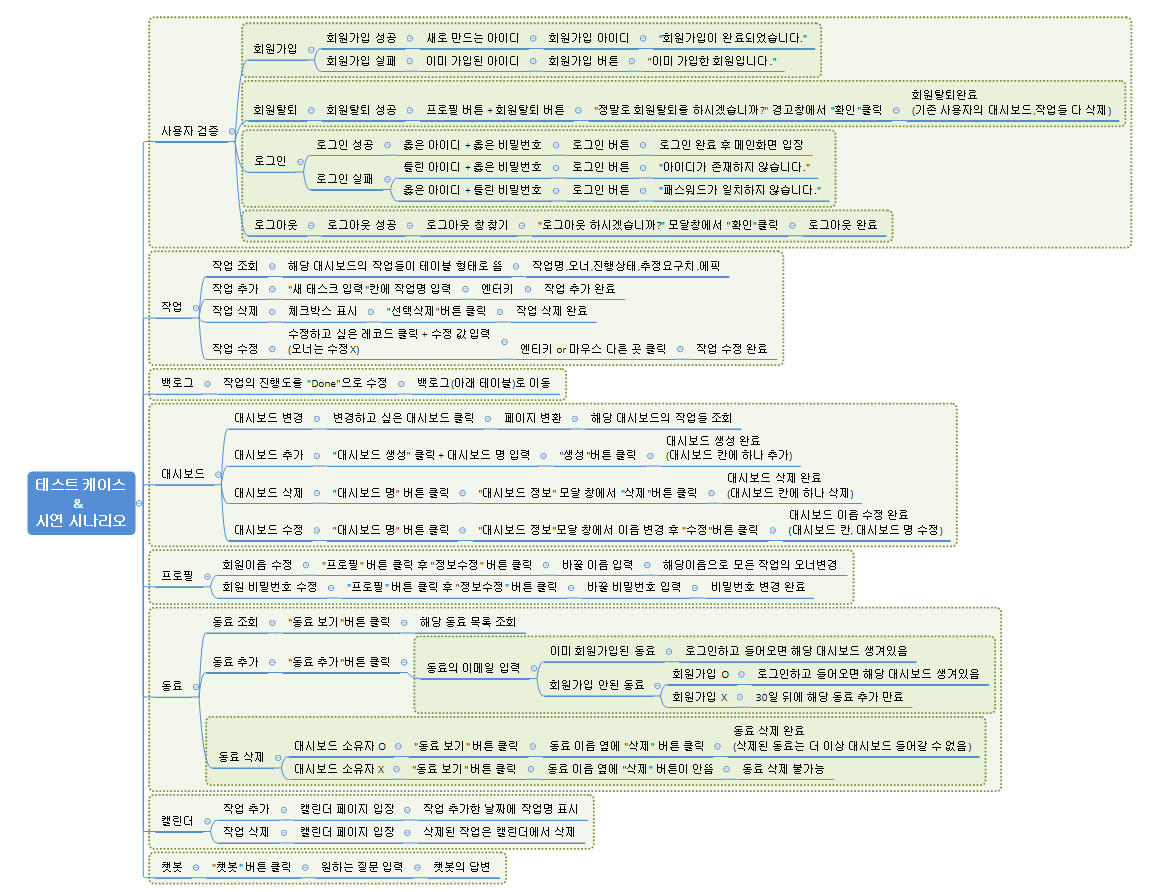 테스트 케이스
&
시연 시나리오
사용자 검증
회원가입
회원가입 성공 새로 만드는 아이디 회원가입 아이디 "회원가입이 완료되었습니다."
회원가입 실패 이미 가입된 아이디 회원가입 버튼 "이미 가입한 회원입니다."
회원탈퇴 회원탈퇴 성공 프로필 버튼 + 회원탈퇴 버튼 "정말로 회원탈퇴를 하시겠습니까?" 경고창에서 "확인"클릭
회원탈퇴완료
(기존 사용자의 대시보드,작업들 다 삭제)
로그인
로그인 성공 옳은 아이디 + 옳은 비밀번호 로그인 버튼 로그인 완료 후 메인화면 입장
로그인 실패
틀린 아이디 + 옳은 비밀번호 로그인 버튼 "아이디가 존재하지 않습니다."
옳은 아이디 + 틀린 비밀번호 로그인 버튼 "패스워드가 일치하지 않습니다."
로그아웃 로그아웃 성공 로그아웃 창 찾기 "로그아웃 하시겠습니까?" 모달창에서 "확인"클릭 로그아웃 완료
작업
작업 조회 해당 대시보드의 작업들이 테이블 형태로 뜸 작업명,오너,진행상태,추정요구치,에픽
작업 추가 "새 태스크 입력"칸에 작업명 입력 엔터키 작업 추가 완료
작업 삭제 체크박스 표시 "선택삭제"버튼 클릭 작업 삭제 완료
작업 수정
수정하고 싶은 레코드 클릭 + 수정 값 입력
(오너는 수정X)
엔티키 or 마우스 다른 곳 클릭 작업 수정 완료
백로그 작업의 진행도를 "Done"으로 수정 백로그(아래 테이블)로 이동
대시보드
대시보드 변경 변경하고 싶은 대시보드 클릭 페이지 변환 해당 대시보드의 작업들 조회
대시보드 추가 "대시보드 생성" 클릭 + 대시보드 명 입력 "생성"버튼 클릭
대시보드 생성 완료
(대시보드 칸에 하나 추가)
대시보드 삭제 "대시보드 명" 버튼 클릭 "대시보드 정보" 모달 창에서 "삭제"버튼 클릭
대시보드 삭제 완료
(대시보드 칸에 하나 삭제)
대시보드 수정 "대시보드 명" 버튼 클릭 "대시보드 정보"모달 창에서 이름 변경 후 "수정"버튼 클릭
대시보드 이음 수정 완료
(대시보드 칸, 대시보드 명 수정)
프로필
회원이름 수정 "프로필" 버튼 클릭 후 "정보수정" 버튼 클릭 바꿀 이름 입력 해당이름으로 모든 작업의 오너변경
회원 비밀번호 수정 "프로필" 버튼 클릭 후 "정보수정" 버튼 클릭 바꿀 비밀번호 입력 비밀번호 변경 완료
동료
동료 조회 "동료 보기"버튼 클릭 해당 동료 목록 조회
동료 추가 "동료 추가"버튼 클릭
동료의 이메일 입력
이미 회원가입된 동료 로그인하고 들어오면 해당 대시보드 생겨있음
회원가입 안된 동료
회원가입 O 로그인하고 들어오면 해당 대시보드 생겨있음
회원가입 X 30일 뒤에 해당 동료 추가 만료
동료 삭제
대시보드 소유자 O "동료 보기" 버튼 클릭 동료 이음 옆에 "삭제" 버튼 클릭
동료 삭제 완료
(삭제된 동료는 더 이상 대시보드 들어갈 수 없음)
대시보드 소유자 X "동료 보기" 버튼 클릭 동료 이음 옆에 "삭제" 버튼이 안뜸 동료 삭제 불가능
캘린더
작업 추가 캘린더 페이지 입장 작업 추가한 날짜에 작업명 표시
작업 삭제 캘린더 페이지 입장 삭제된 작업은 캘린더에서 삭제
챗봇 "챗봇" 버튼 클릭 원하는 질문 입력 챗봇의 답변